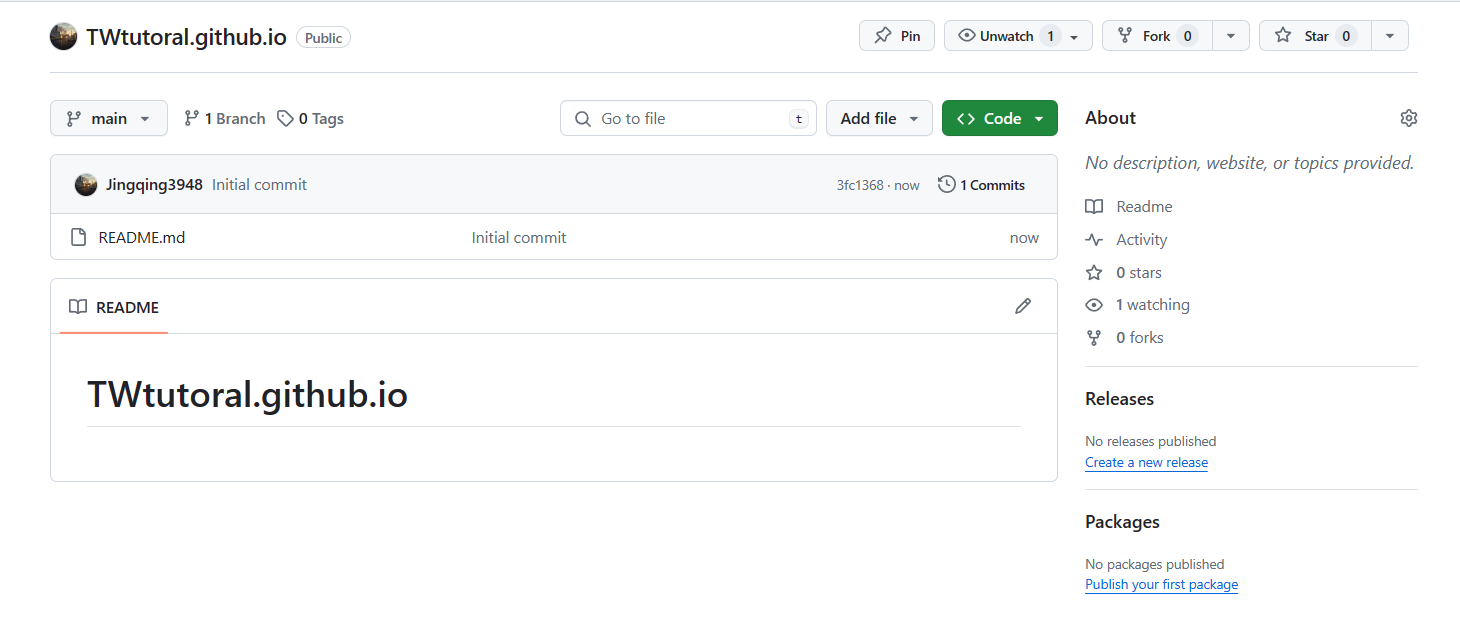 TWtutoral.github.io Public Pin Unwatch 1 Fork 0 Star 0
main 1 Branch 0 Tags Go to file t Add file Code
Jingqing3948 Initial commit 3fc1368 · now 1 Commits
README.md Initial commit now
README
TWtutoral.github.io
About
No description, website, or topics provided.
Readme
Activity
0 stars
1 watching
0 forks
Releases
No releases published
Create a new release
Packages
No packages published
Publish your first package